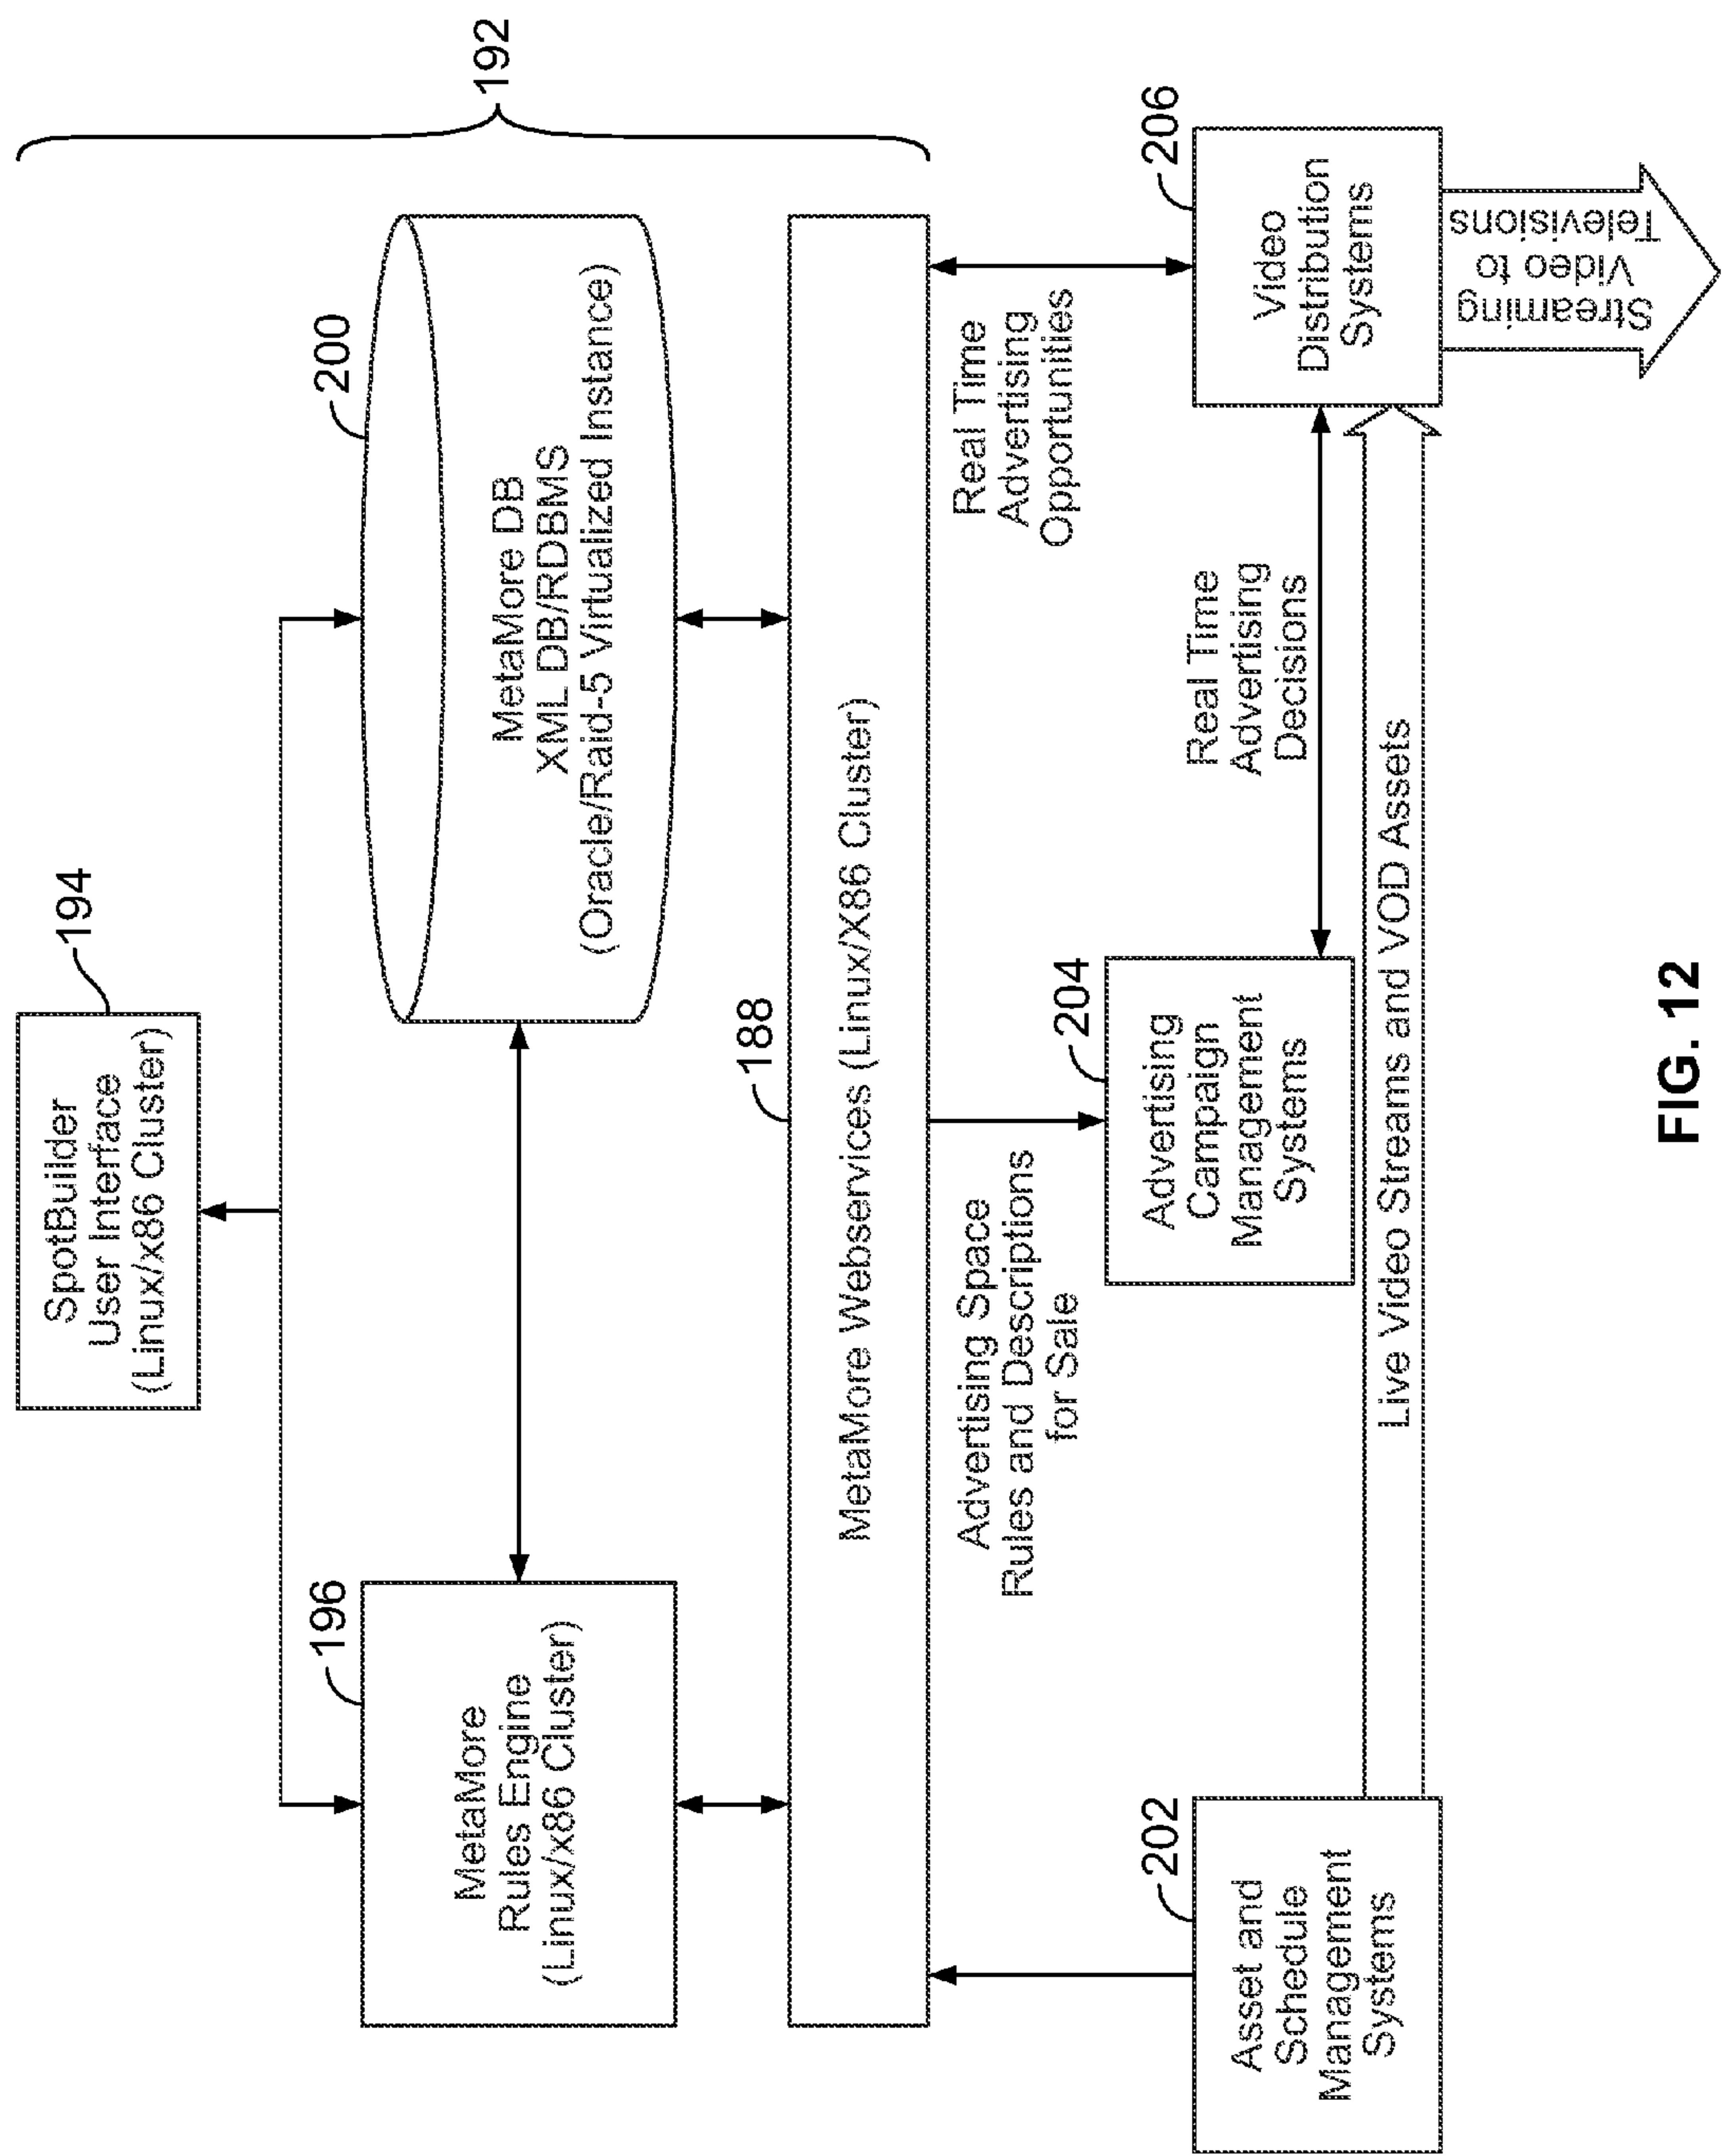 192
194
SpotBuilder
User Interface
(Linux/x86 Cluster)
196
MetaMore
Rules Engine
(Linux/x86 Cluster)
200
MetaMore DB
XML DB/RDBMS
(Oracle/Raid-5 Virtualized Instance)
188
MetaMore Webservices (Linux/X86 Cluster)
Advertising Space
Rules and Descriptions
for Sale
Real Time
Advertising
Opportunities
202
Asset and
Schedule
Management
Systems
204
Advertising
Campaign
Management
Systems
Real Time
Advertising
Decisions
206
Video
Distribution
Systems
Live Video Streams and VOD Assets
Streaming
Video to
Televisions
FIG. 12